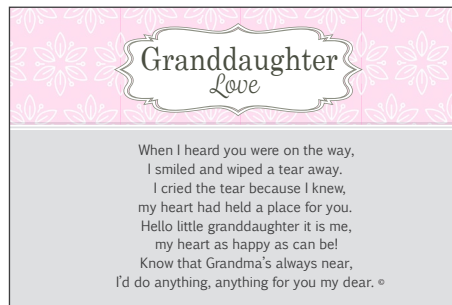 Granddaughter
Love
When I heard you were on the way,
I smiled and wiped a tear away.
I cried the tear because I knew,
my heart had held a place for you.
Hello little granddaughter it is me,
my heart as happy as can be!
Know that Grandma's always near,
I'd do anything, anything for you my dear. ©